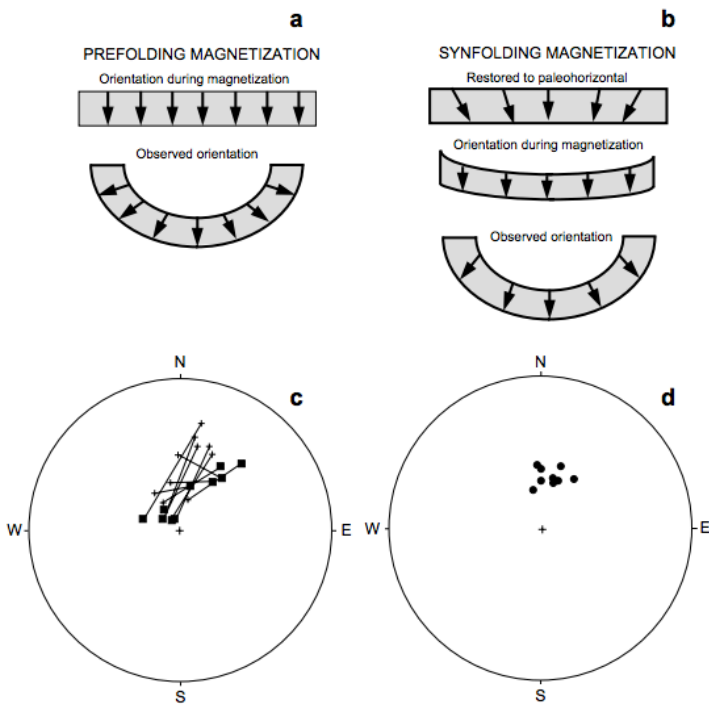 a
PREFOLDING MAGNETIZATION
Orientation during magnetization
Observed orientation
b
SYNFOLDING MAGNETIZATION
Restored to paleohorizontal
Orientation during magnetization
Observed orientation
c
N
W
E
S
d
N
W
E
S